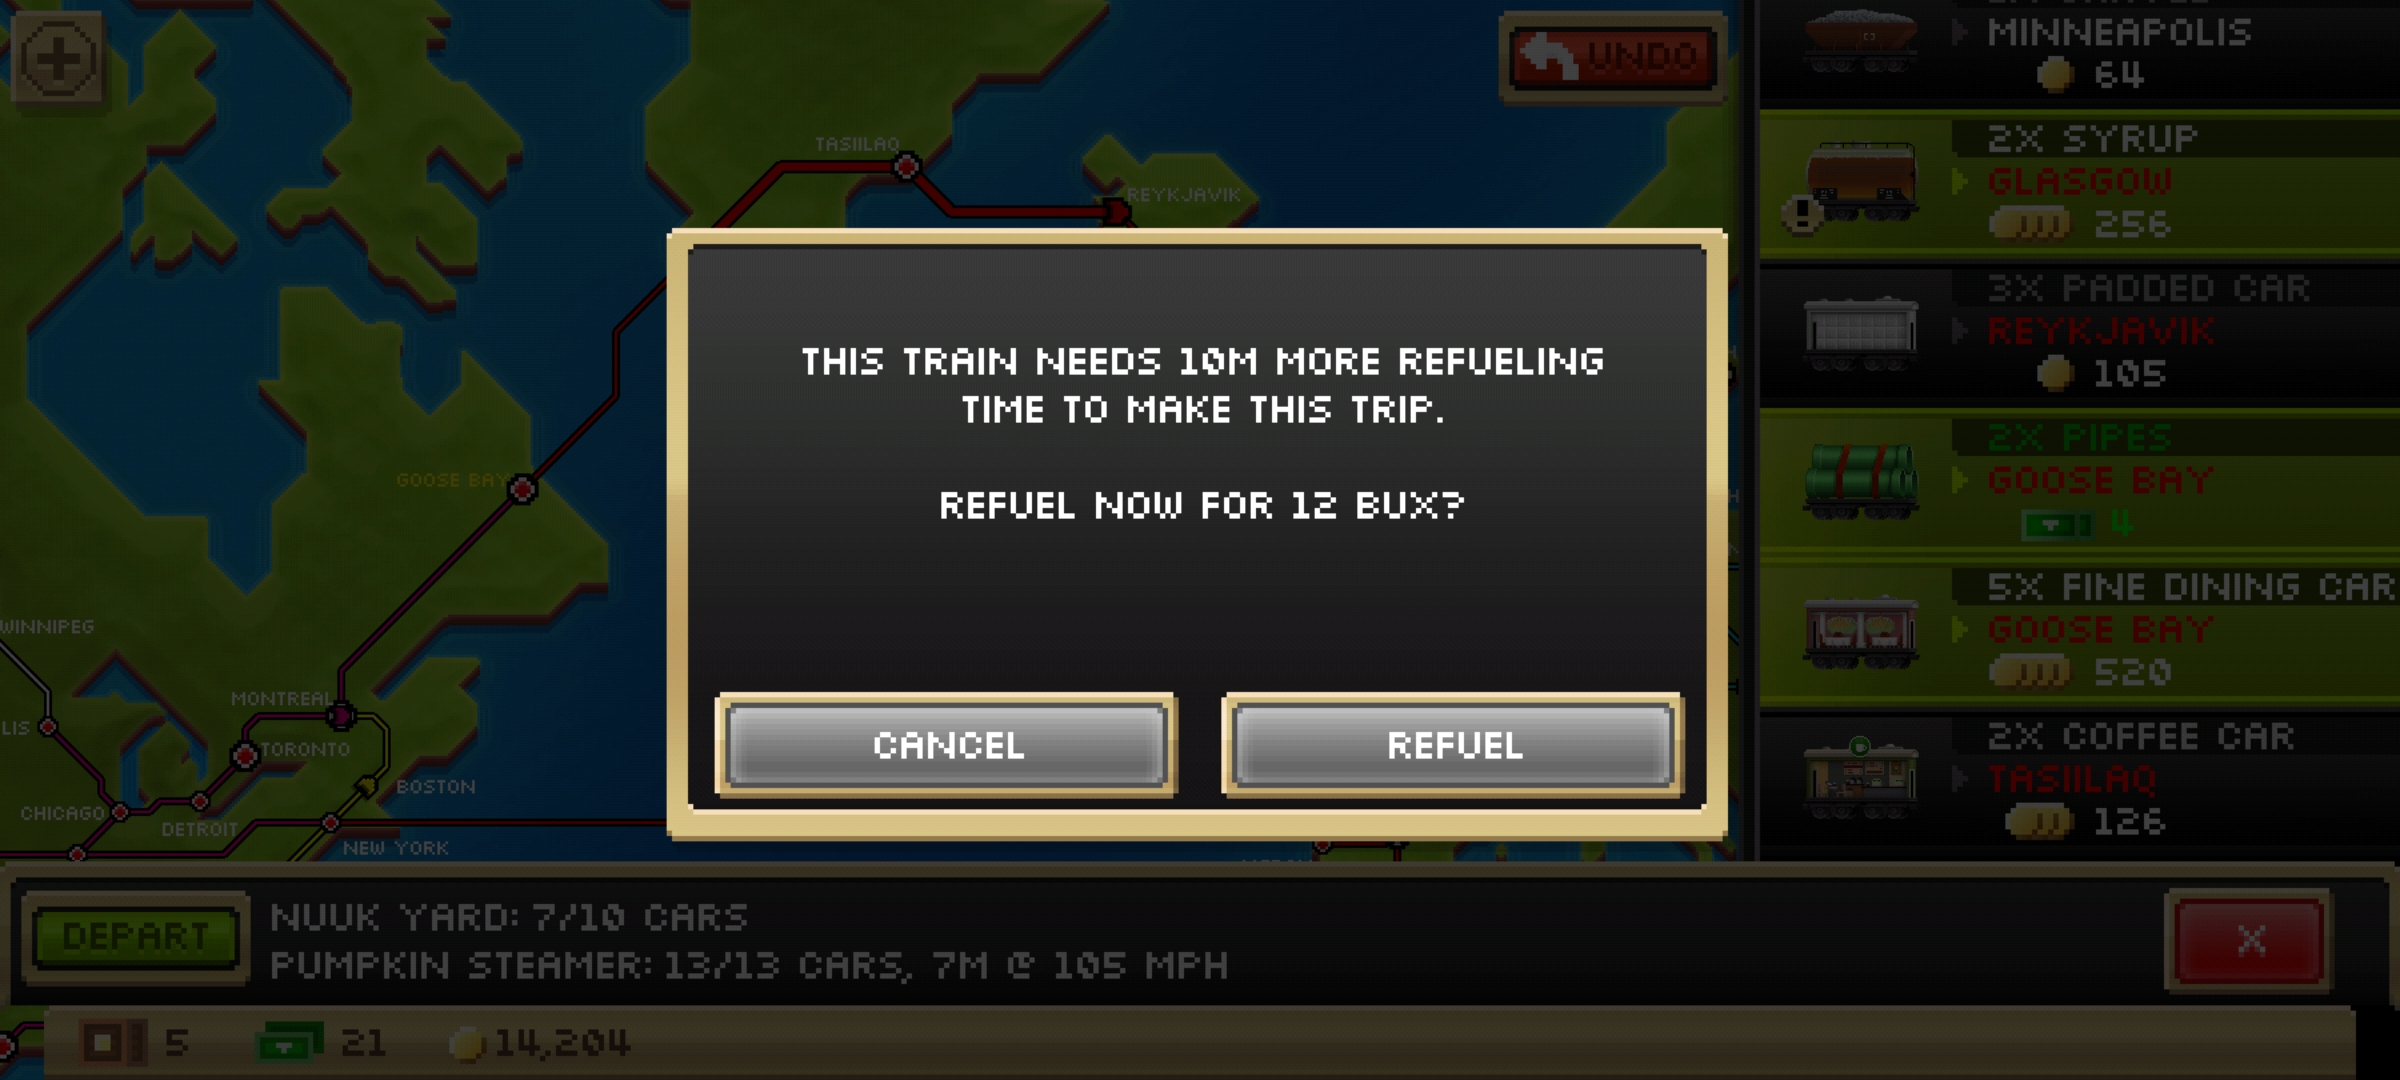 UNDO
TASIILAQ
REYKJAVIK
GOOSE BAY
WINNIPEG
MONTREAL
TORONTO
BOSTON
CHICAGO
DETROIT
NEW YORK
THIS TRAIN NEEDS 10M MORE REFUELING
TIME TO MAKE THIS TRIP.
REFUEL NOW FOR 12 BUX?
CANCEL
REFUEL
MINNEAPOLIS
64
2X SYRUP
GLASGOW
256
3X PADDED CAR
REYKJAVIK
105
2X PIPES
GOOSE BAY
4
5X FINE DINING CAR
GOOSE BAY
520
2X COFFEE CAR
TASIILAQ
126
DEPART
NUUK YARD: 7/10 CARS
PUMPKIN STEAMER: 13/13 CARS, 7M @ 105 MPH
X
5
21
14,204